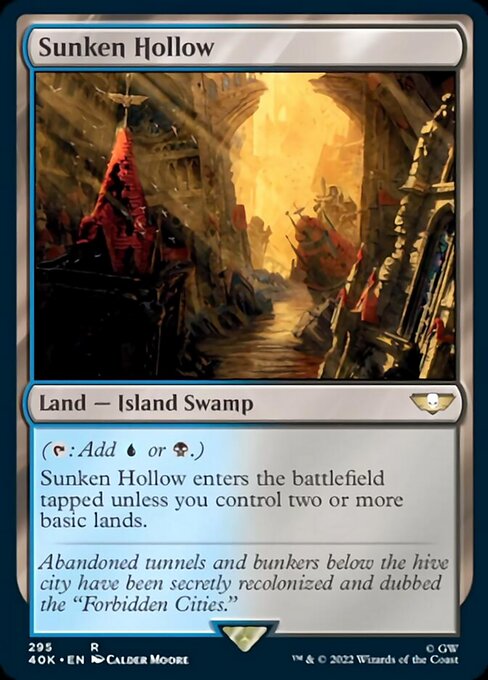 Sunken Hollow
Land — Island Swamp
(: Add or .)
Sunken Hollow enters the battlefield
tapped unless you control two or more
basic lands.
Abandoned tunnels and bunkers below the hive
city have been secretly recolonized and dubbed
the “Forbidden Cities.”
295 R
40K • EN Calder Moore
© GW
™ & © 2022 Wizards of the Coast